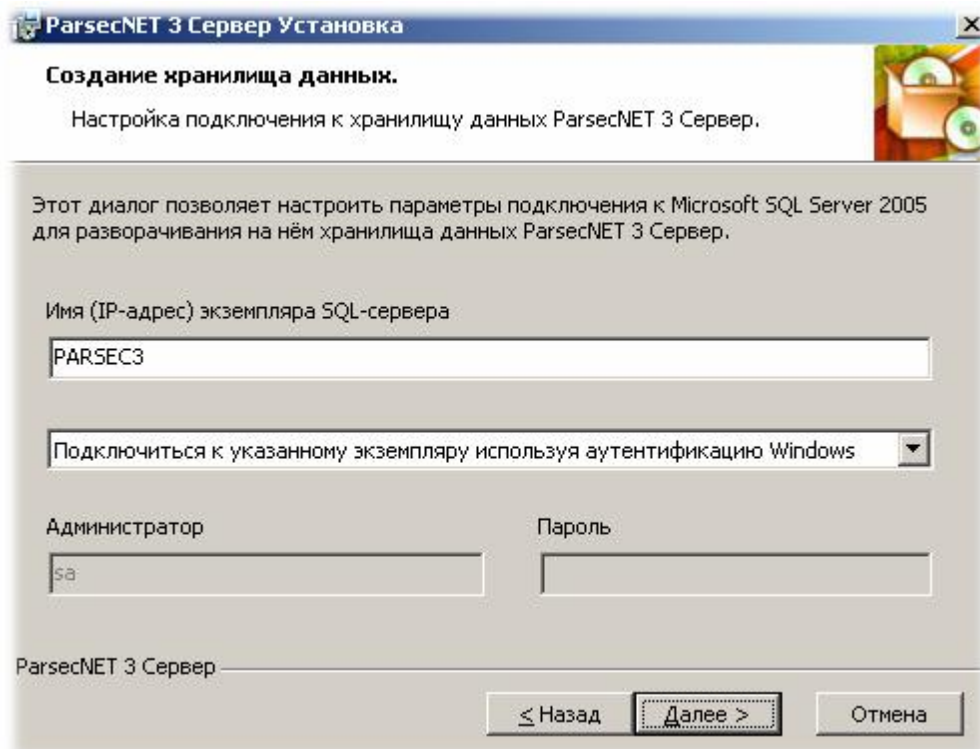 ParsecNET 3 Сервер Установка
Создание хранилища данных.
Настройка подключения к хранилищу данных ParsecNET 3 Сервер.
Этот диалог позволяет настроить параметры подключения к Microsoft SQL Server 2005
для разворачивания на нём хранилища данных ParsecNET 3 Сервер.
Имя (IP-адрес) экземпляра SQL-сервера
PARSEC3
Подключиться к указанному экземпляру используя аутентификацию Windows
Администратор Пароль
sa
ParsecNET 3 Сервер
< Назад Далее > Отмена